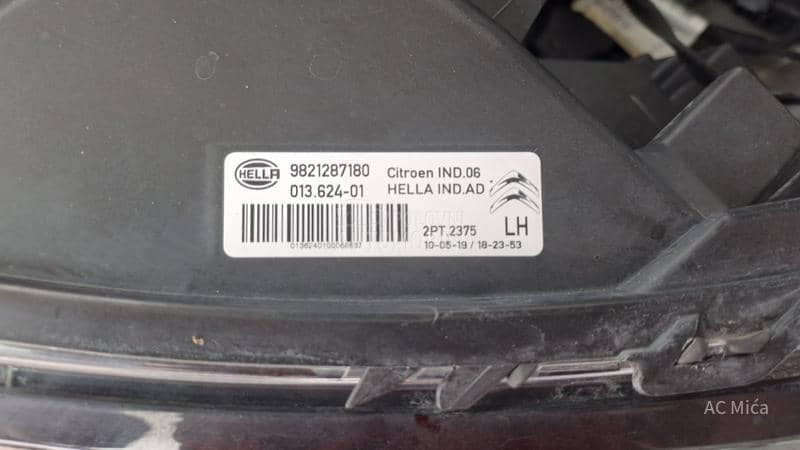 HELLA
9821287180 Citroen IND.06
013.624-01 HELLA IND.AD
2PT.2375 LH
10-05-19 / 18-23-53
AC Mića